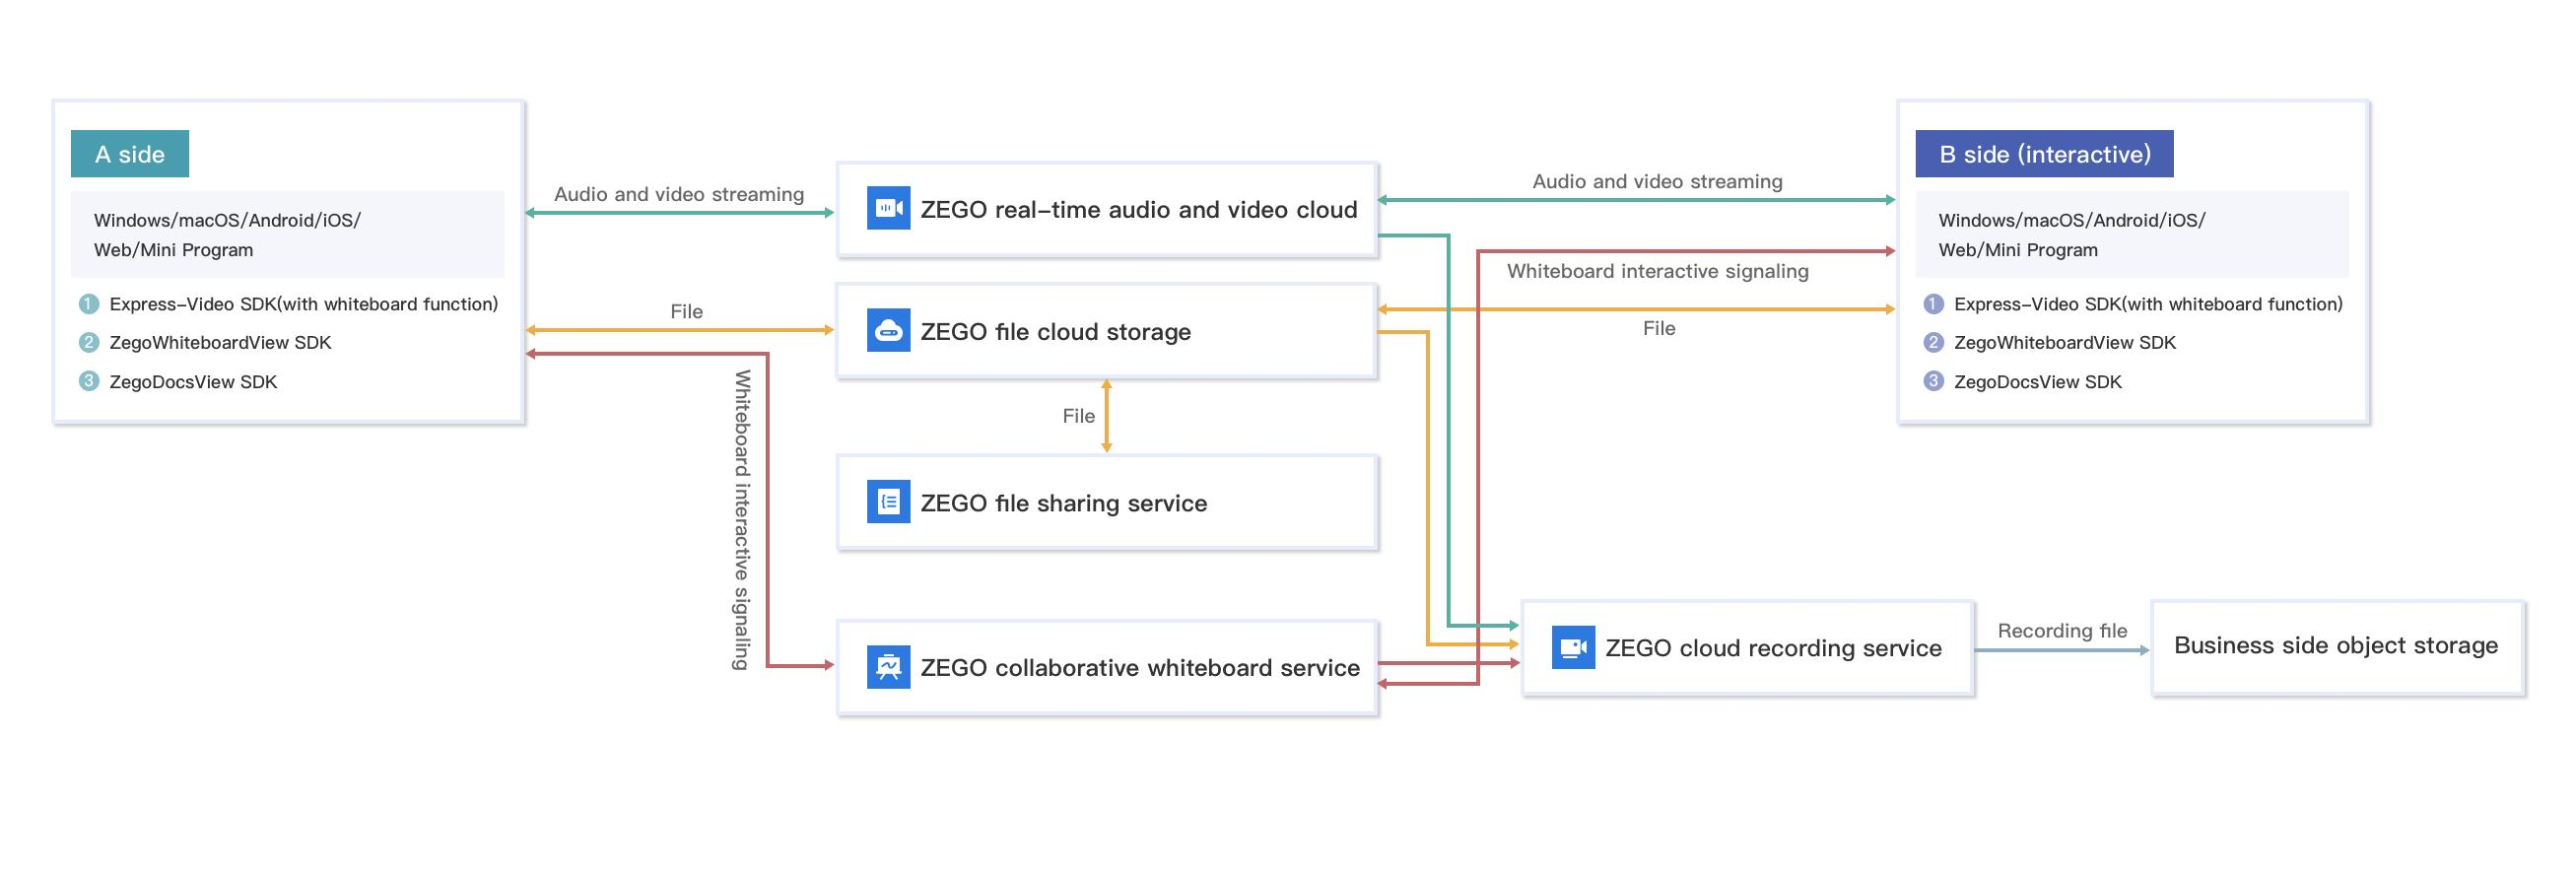 A side
Windows/macOS/Android/iOS/
Web/Mini Program
1 Express-Video SDK(with whiteboard function)
2 ZegoWhiteboardView SDK
3 ZegoDocsView SDK
Audio and video streaming
File
Whiteboard interactive signaling
ZEGO real-time audio and video cloud
ZEGO file cloud storage
File
ZEGO file sharing service
ZEGO collaborative whiteboard service
Audio and video streaming
Whiteboard interactive signaling
File
B side (interactive)
Windows/macOS/Android/iOS/
Web/Mini Program
1 Express-Video SDK(with whiteboard function)
2 ZegoWhiteboardView SDK
3 ZegoDocsView SDK
ZEGO cloud recording service
Recording file
Business side object storage